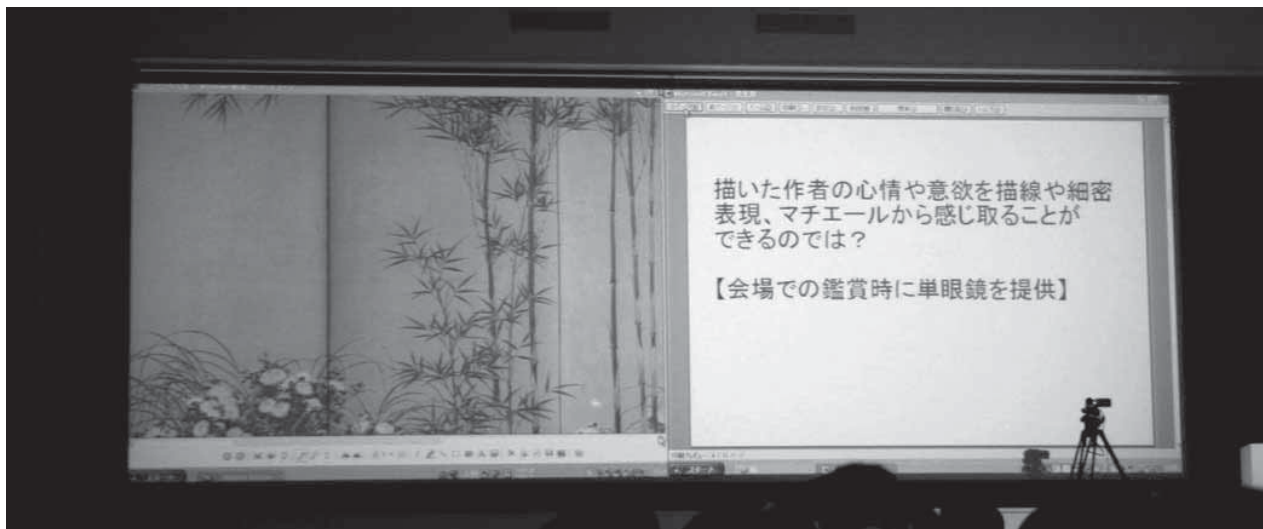 描いた作者の心情や意欲を描線や細密
表現、マチエールから感じ取ることが
できるのでは？
【会場での鑑賞時に単眼鏡を提供】